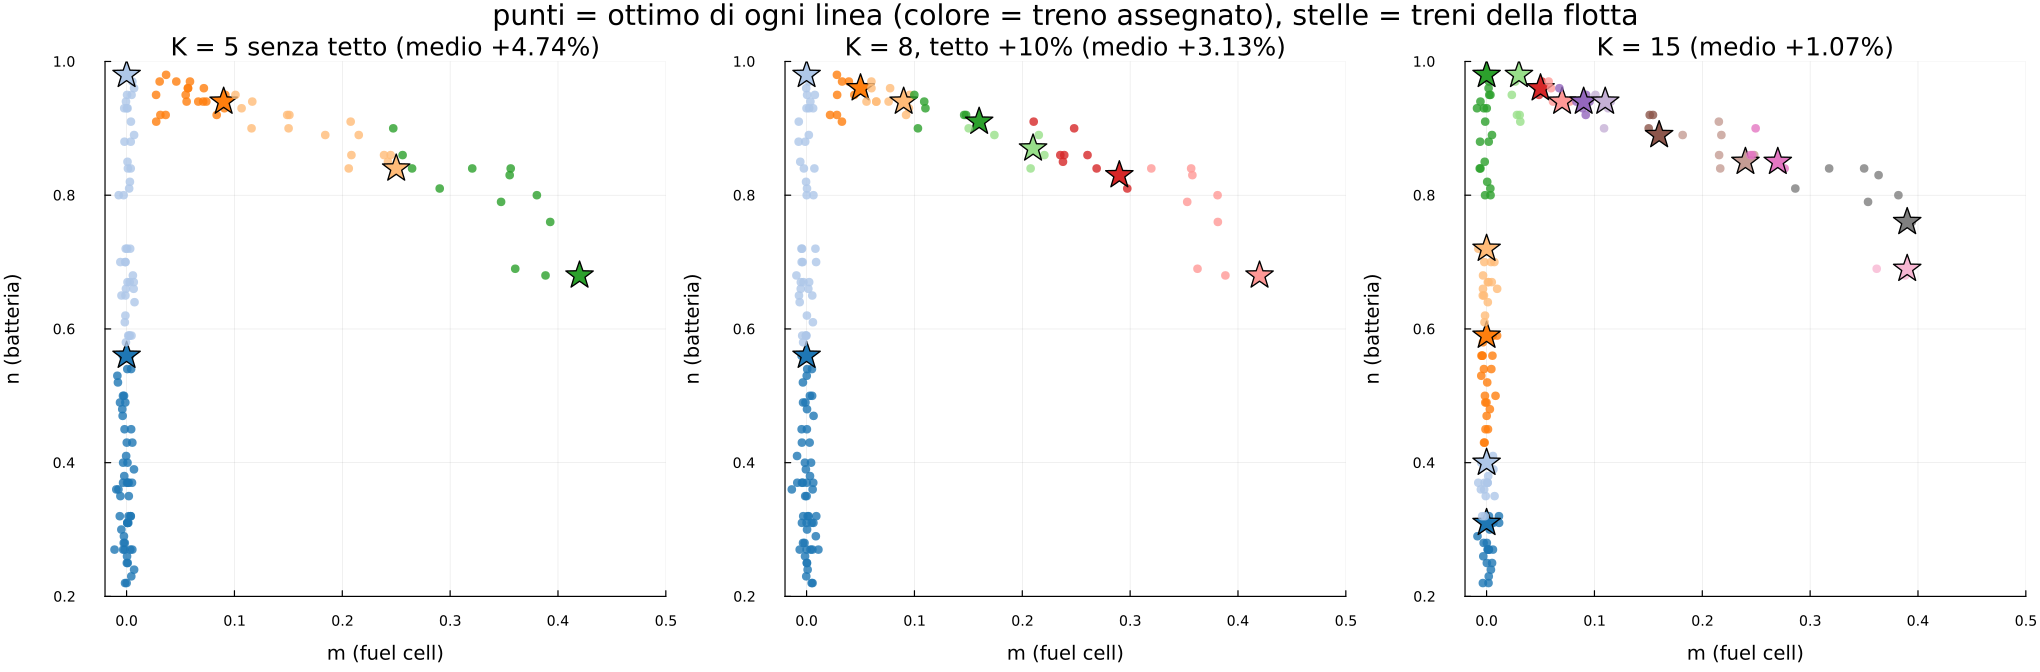 punti = ottimo di ogni linea (colore = treno assegnato), stelle = treni della flotta
K = 5 senza tetto (medio +4.74%)
n (batteria)
1.0
0.8
0.6
0.4
0.2
0.0 0.1 0.2 0.3 0.4 0.5
m (fuel cell)
K = 8, tetto +10% (medio +3.13%)
n (batteria)
1.0
0.8
0.6
0.4
0.2
0.0 0.1 0.2 0.3 0.4 0.5
m (fuel cell)
K = 15 (medio +1.07%)
n (batteria)
1.0
0.8
0.6
0.4
0.2
0.0 0.1 0.2 0.3 0.4 0.5
m (fuel cell)